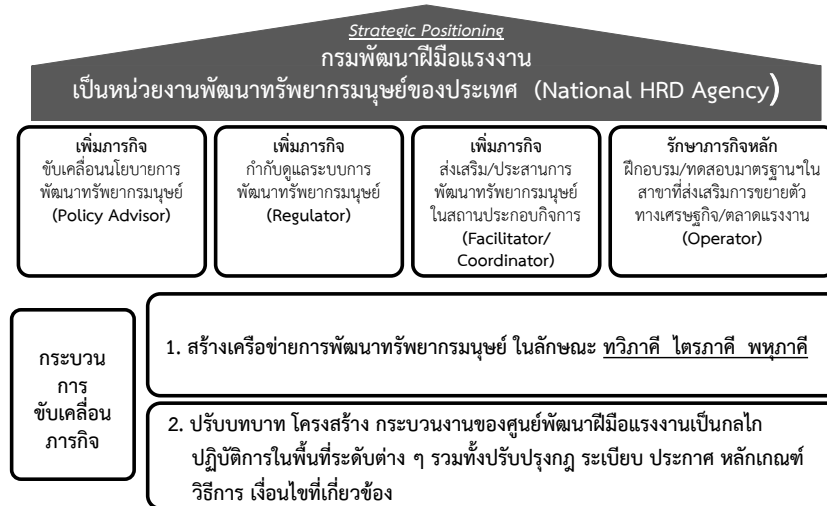 Strategic Positioning
กรมพัฒนาฝีมือแรงงาน
เป็นหน่วยงานพัฒนาทรัพยากรมนุษย์ของประเทศ (National HRD Agency)
เพิ่มภารกิจ
ขับเคลื่อนนโยบายการ
พัฒนาทรัพยากรมนุษย์
(Policy Advisor)
เพิ่มภารกิจ
กำกับดูแลระบบการ
พัฒนาทรัพยากรมนุษย์
(Regulator)
เพิ่มภารกิจ
ส่งเสริม/ประสานการ
พัฒนาทรัพยากรมนุษย์
ในสถานประกอบกิจการ
(Facilitator/
Coordinator)
รักษาภารกิจหลัก
ฝึกอบรม/ทดสอบมาตรฐานฯใน
สาขาที่ส่งเสริมการขยายตัว
ทางเศรษฐกิจ/ตลาดแรงงาน
(Operator)
กระบวน
การ
ขับเคลื่อน
ภารกิจ
1. สร้างเครือข่ายการพัฒนาทรัพยากรมนุษย์ ในลักษณะ ทวิภาคี ไตรภาคี พหุภาคี
2. ปรับบทบาท โครงสร้าง กระบวนงานของศูนย์พัฒนาฝีมือแรงงานเป็นกลไก
ปฏิบัติการในพื้นที่ระดับต่าง ๆ รวมทั้งปรับปรุงกฎ ระเบียบ ประกาศ หลักเกณฑ์
วิธีการ เงื่อนไขที่เกี่ยวข้อง